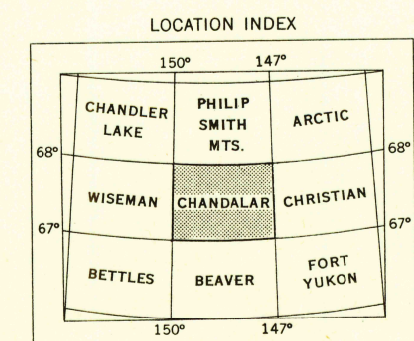 LOCATION INDEX
150° 147°
CHANDLER
LAKE
PHILIP
SMITH
MTS.
ARCTIC
68° 68°
WISEMAN CHANDALAR CHRISTIAN
67° 67°
BETTLES BEAVER FORT
YUKON
150° 147°